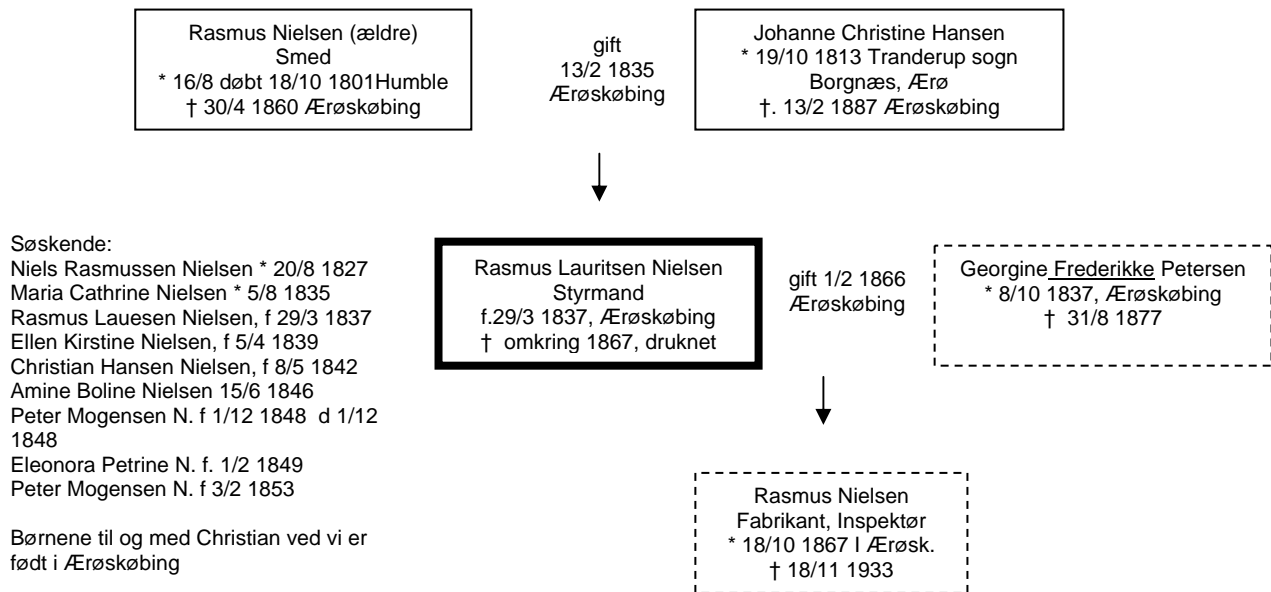 Rasmus Nielsen (ældre)
Smed
* 16/8 døbt 18/10 1801Humble
† 30/4 1860 Ærøskøbing
gift
13/2 1835
Ærøskøbing
Johanne Christine Hansen
* 19/10 1813 Tranderup sogn
Borgnæs, Ærø
†. 13/2 1887 Ærøskøbing
Søskende:
Niels Rasmussen Nielsen * 20/8 1827
Maria Cathrine Nielsen * 5/8 1835
Rasmus Lauesen Nielsen, f 29/3 1837
Ellen Kirstine Nielsen, f 5/4 1839
Christian Hansen Nielsen, f 8/5 1842
Amine Boline Nielsen 15/6 1846
Peter Mogensen N. f 1/12 1848  d 1/12
1848
Eleonora Petrine N. f. 1/2 1849
Peter Mogensen N. f 3/2 1853
Børnene til og med Christian ved vi er
født i Ærøskøbing
Rasmus Lauritsen Nielsen
Styrmand
f.29/3 1837, Ærøskøbing
† omkring 1867, druknet
gift 1/2 1866
Ærøskøbing
Georgine Frederikke Petersen
* 8/10 1837, Ærøskøbing
† 31/8 1877
Rasmus Nielsen
Fabrikant, Inspektør
* 18/10 1867 I Ærøsk.
† 18/11 1933